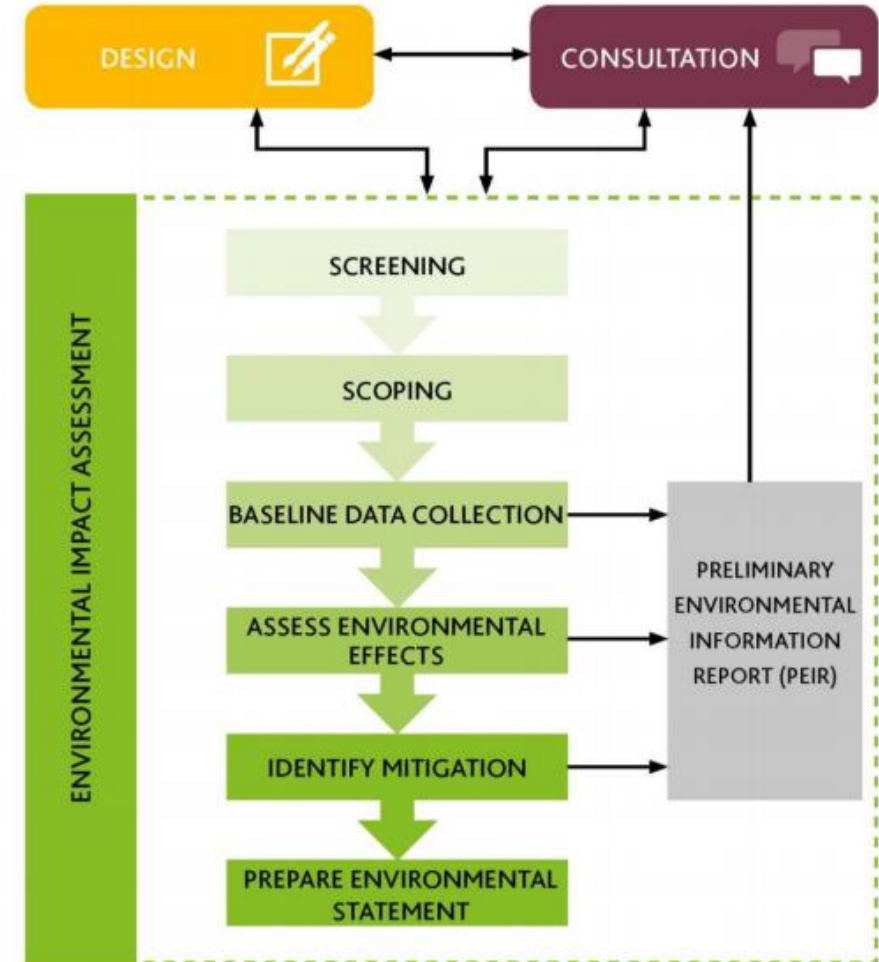 DESIGN
CONSULTATION
ENVIRONMENTAL IMPACT ASSESSMENT
SCREENING
SCOPING
BASELINE DATA COLLECTION
ASSESS ENVIRONMENTAL
EFFECTS
IDENTIFY MITIGATION
PREPARE ENVIRONMENTAL
STATEMENT
PRELIMINARY
ENVIRONMENTAL
INFORMATION
REPORT (PEIR)